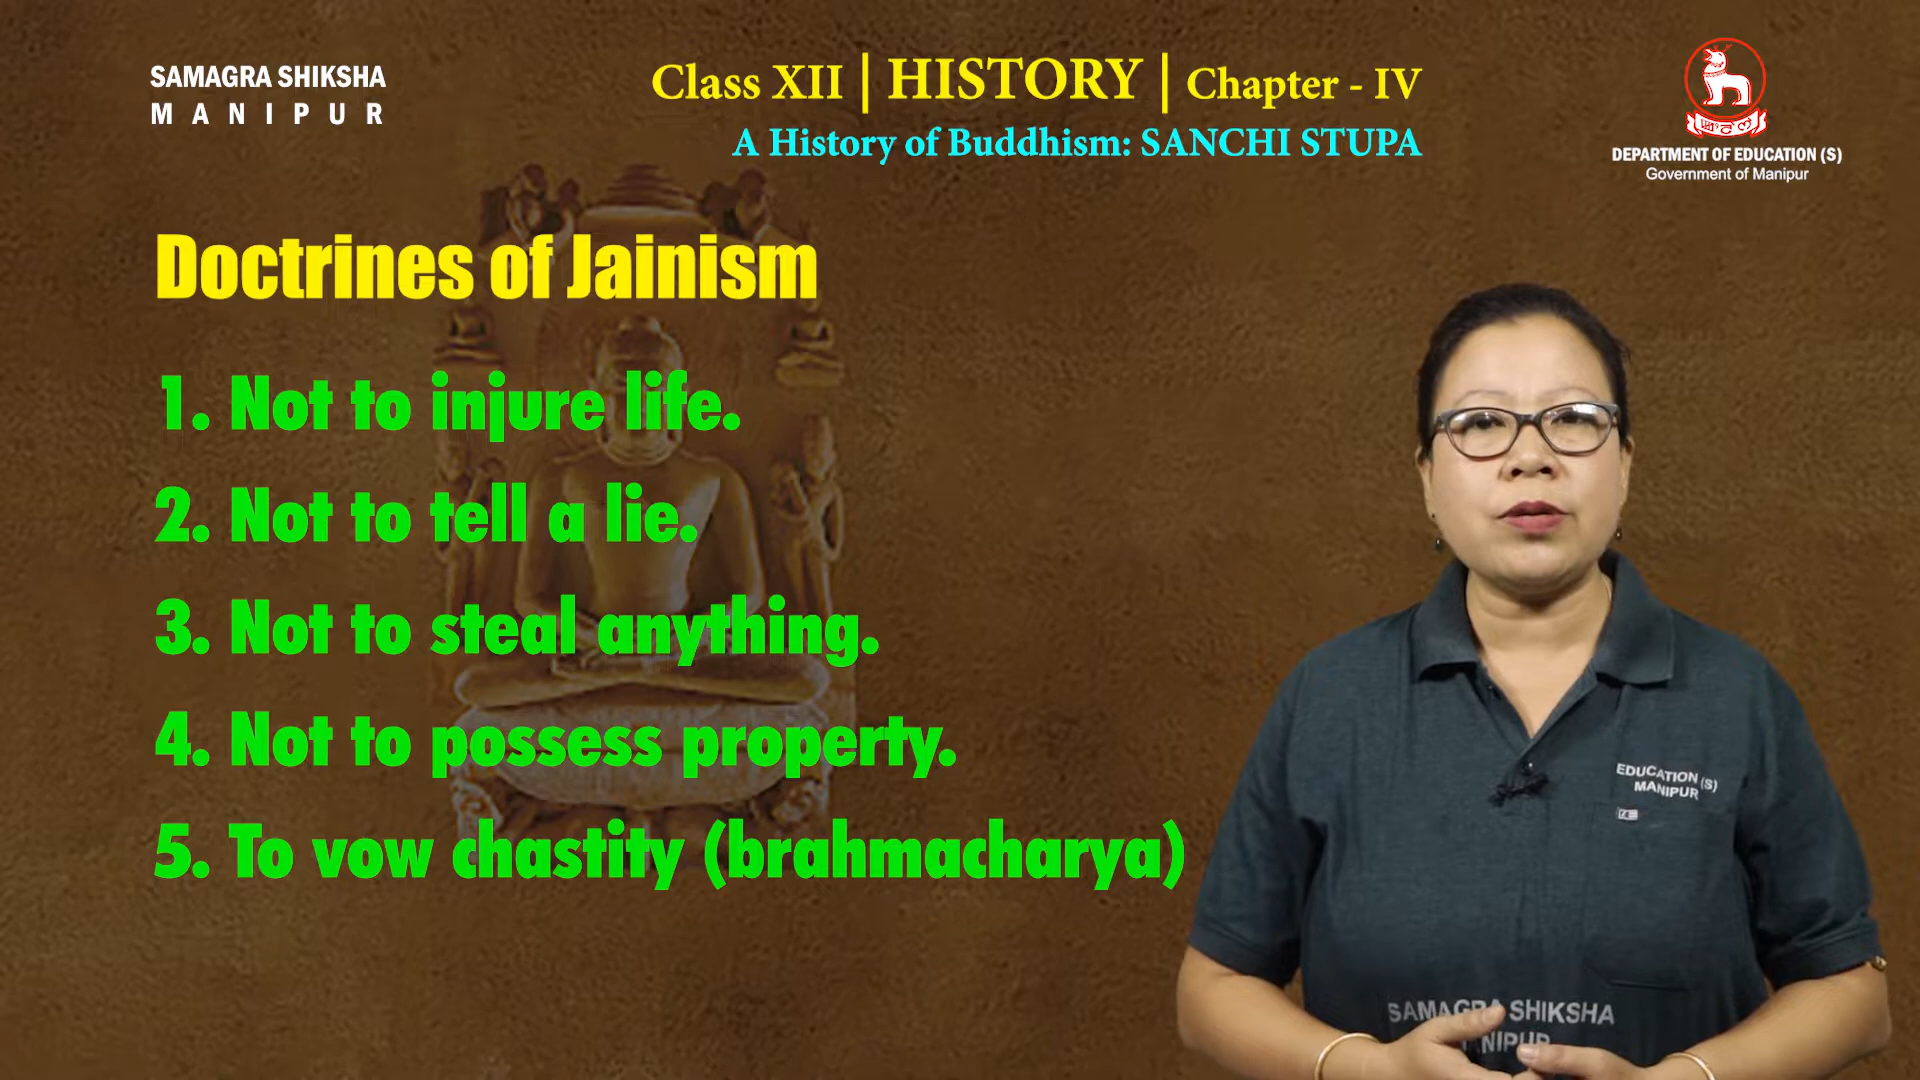 SAMAGRA SHIKSHA
MANIPUR
Class XII | HISTORY | Chapter - IV
A History of Buddhism: SANCHI STUPA
DEPARTMENT OF EDUCATION (S)
Government of Manipur
Doctrines of Jainism
1. Not to injure life.
2. Not to tell a lie.
3. Not to steal anything.
4. Not to possess property.
5. To vow chastity (brahmacharya)
EDUCATION (S)
MANIPUR
SAMAGRA SHIKSHA